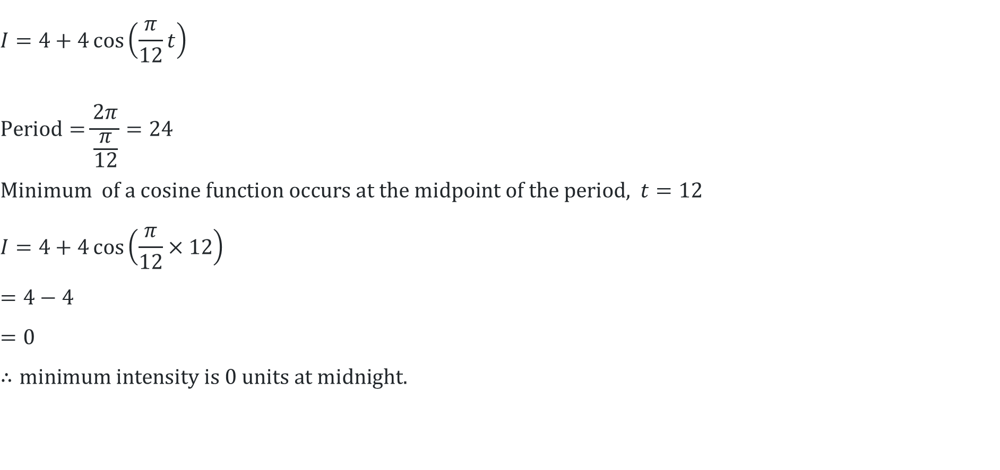 I = 4 + 4 cos(π/12 t)
Period = 2π/(π/12) = 24
Minimum of a cosine function occurs at the midpoint of the period, t = 12
I = 4 + 4 cos(π/12 × 12)
= 4 − 4
= 0
∴ minimum intensity is 0 units at midnight.